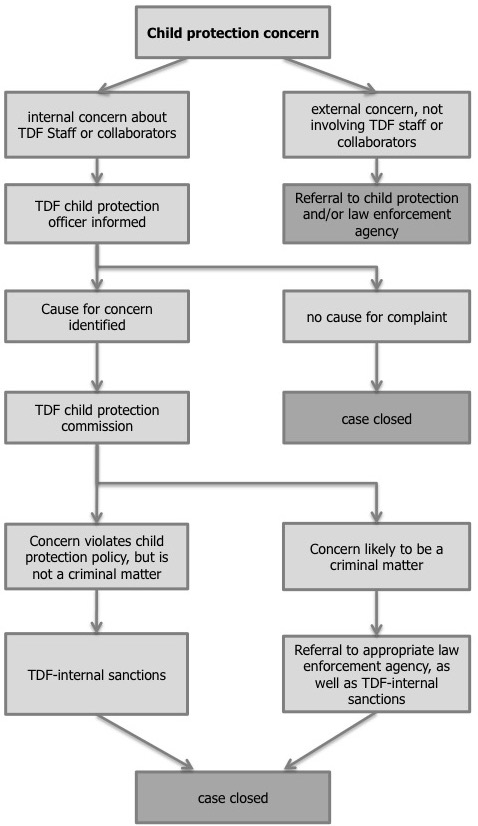 Child protection concern
internal concern about
TDF Staff or collaborators
external concern, not
involving TDF staff or
collaborators
TDF child protection
officer informed
Referral to child protection
and/or law enforcement
agency
Cause for concern
identified
no cause for complaint
TDF child protection
commission
case closed
Concern violates child
protection policy, but is
not a criminal matter
Concern likely to be a
criminal matter
TDF-internal sanctions
Referral to appropriate law
enforcement agency, as
well as TDF-internal
sanctions
case closed